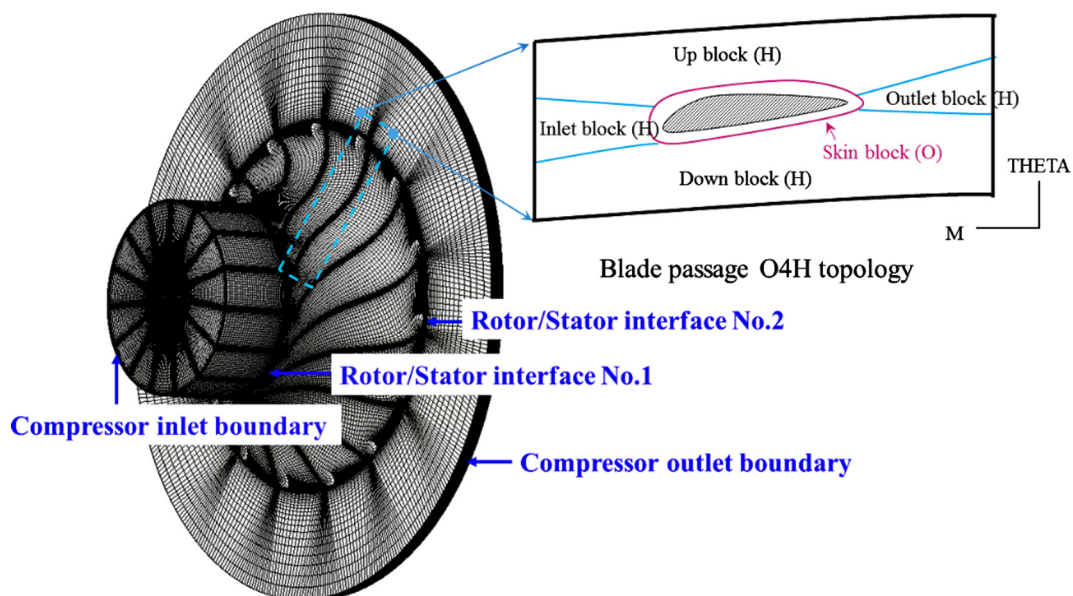 Up block (H)
Outlet block (H)
Inlet block (H)
Skin block (O)
Down block (H)
THETA
M
Blade passage O4H topology
Rotor/Stator interface No.2
Rotor/Stator interface No.1
Compressor inlet boundary
Compressor outlet boundary